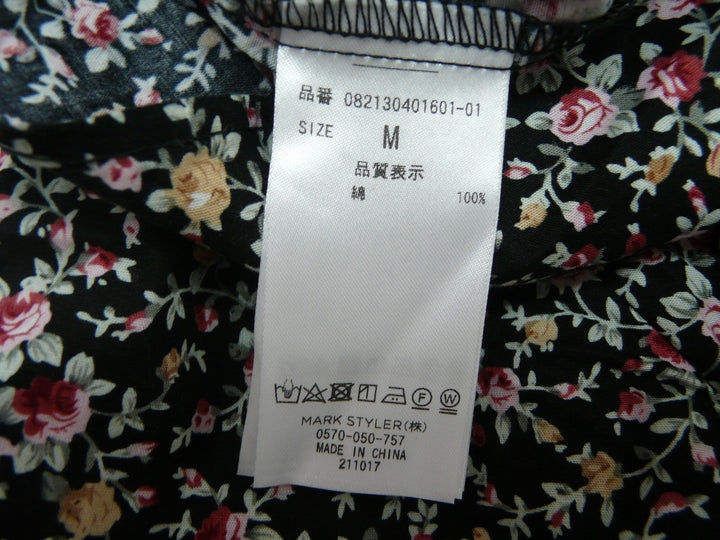 品番 082130401601-01
SIZE M
品質表示
綿 100%
F W
MARK STYLER(株)
0570-050-757
MADE IN CHINA
211017